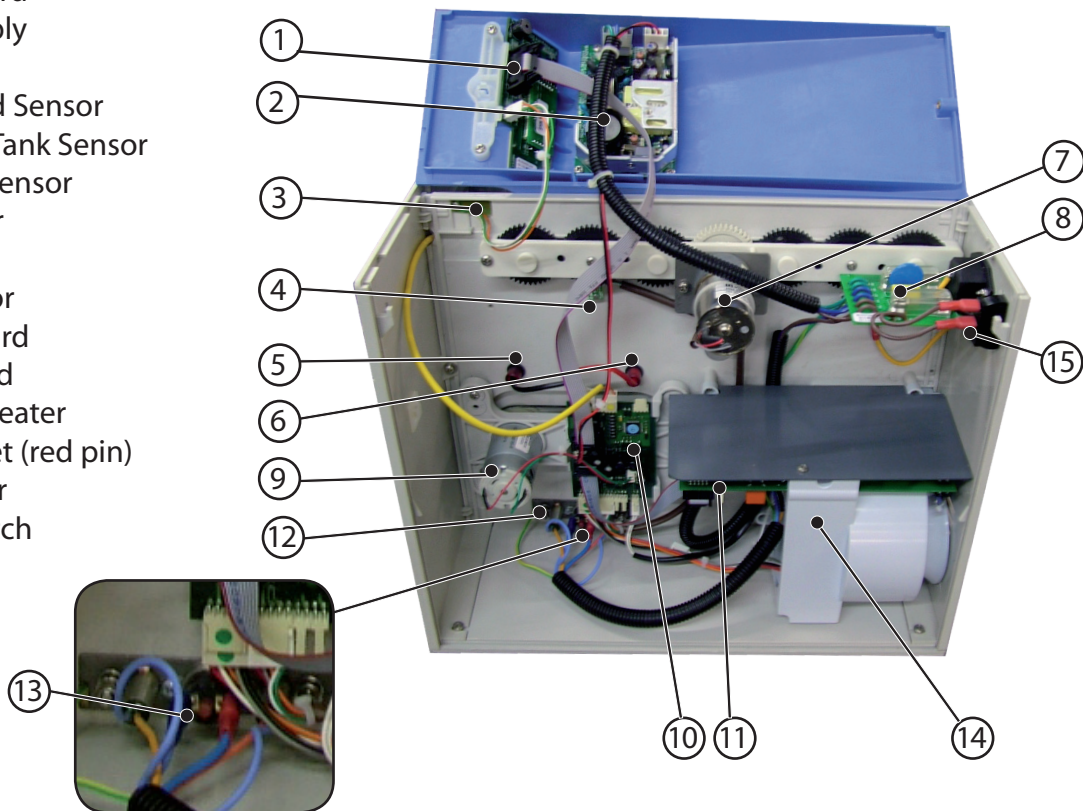 ply
d Sensor
Tank Sensor
ensor
r
or
rd
d
eater
et (red pin)
r
ch
1
2
3
4
5
6
7
8
9
10
11
12
13
14
15